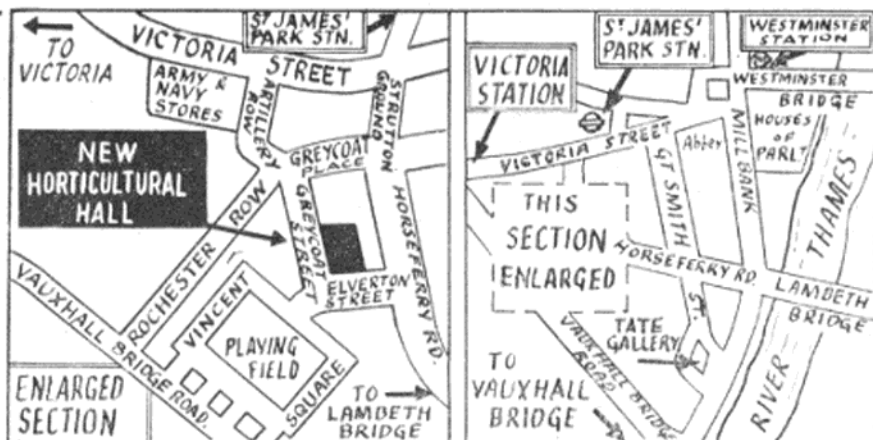 TO
VICTORIA
VICTORIA
STREET
ST JAMES'
PARK STN.
ARMY &
NAVY
STORES
ARTILLERY
ROW
STRUTTON
GROUND
GREYCOAT
PLACE
NEW
HORTICULTURAL
HALL
GREYCOAT
STREET
HORSEFERRY RD.
ROCHESTER ROW
ELVERTON
STREET
VAUXHALL BRIDGE ROAD.
VINCENT
SQUARE
PLAYING
FIELD
ENLARGED
SECTION
TO
LAMBETH
BRIDGE
ST JAMES'
PARK STN.
WESTMINSTER
STATION
VICTORIA
STATION
WESTMINSTER
BRIDGE
VICTORIA STREET
GT SMITH
ST.
Abbey
MILL BANK
HOUSES
OF
PARLT
THIS
SECTION
ENLARGED
HORSEFERRY RD.
LAMBETH
BRIDGE
RIVER THAMES
TATE
GALLERY
VAUXHALL BRIDGE
ROAD
TO
VAUXHALL
BRIDGE